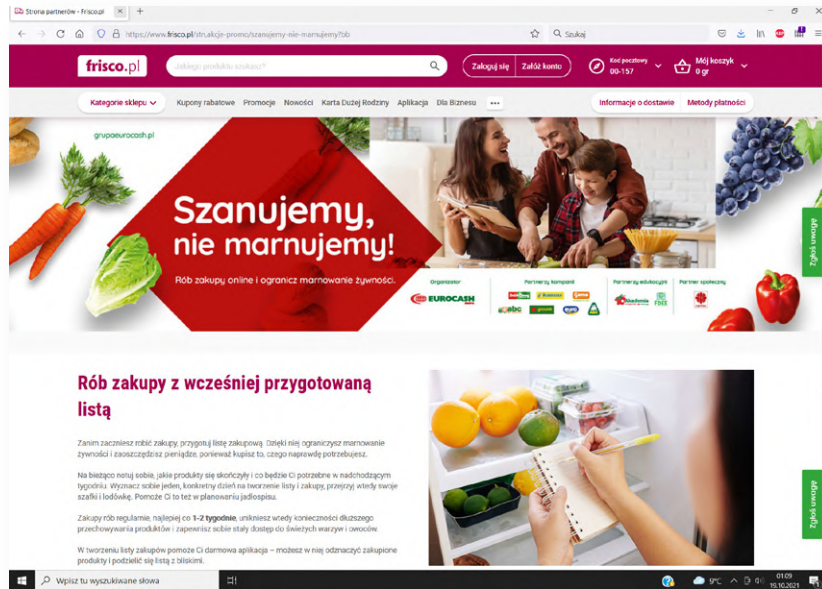 Strona partnerów - Frisco.pl
https://www.frisco.pl/stn,akcje-promo/szanujemy-nie-marnujemy?bb
Szukaj
frisco.pl
Jakiego produktu szukasz?
Zaloguj się
Załóż konto
Kod pocztowy
00-157
Mój koszyk
0 gr
Kategorie sklepu
Kupony rabatowe Promocje Nowości Karta Dużej Rodziny Aplikacja Dla Biznesu
Informacje o dostawie Metody płatności
grupaeurocash.pl
Szanujemy,
nie marnujemy!
Rób zakupy online i ogranicz marnowanie żywności.
Organizator
EUROCASH
Partnerzy kampanii
abc
Partnerzy edukacyjni
Akademia
Partner społeczny
Zgłoś uwagę
Rób zakupy z wcześniej przygotowaną
listą
Zanim zaczniesz robić zakupy, przygotuj listę zakupową. Dzięki niej ograniczysz marnowanie
żywności i zaoszczędzisz pieniądze, ponieważ kupisz to, czego naprawdę potrzebujesz.
Na bieżąco notuj sobie, jakie produkty się skończyły i co będzie Ci potrzebne w nadchodzącym
tygodniu. Wyznacz sobie jeden, konkretny dzień na tworzenie listy i zakupy, przejrzyj wtedy swoje
szafki i lodówkę. Pomoże Ci to też w planowaniu jadłospisu.
Zakupy rób regularnie, najlepiej co 1-2 tygodnie, unikniesz wtedy konieczności dłuższego
przechowywania produktów i zapewnisz sobie stały dostęp do świeżych warzyw i owoców.
W tworzeniu listy zakupów pomoże Ci darmowa aplikacja – możesz w niej odznaczyć zakupione
produkty i podzielić się listą z bliskimi.
Zgłoś uwagę
Wpisz tu wyszukiwane słowa
9°C
01:09
19.10.2021